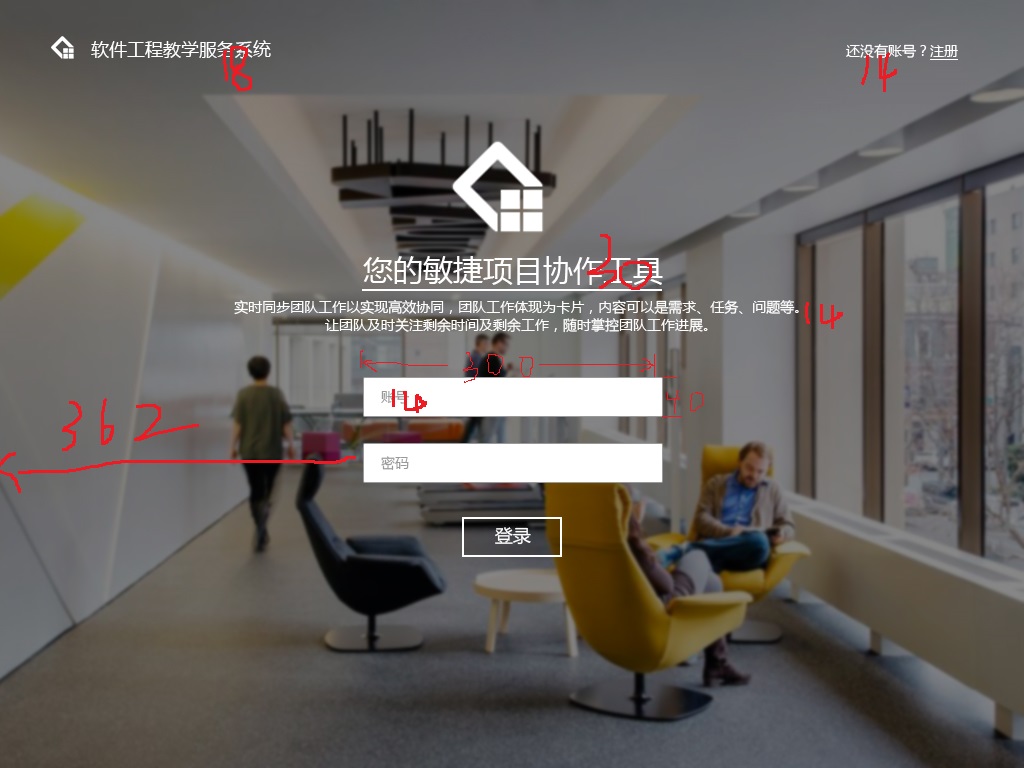 软件工程教学服务系统
还没有账号？注册
18
14
您的敏捷项目协作工具
30
实时同步团队工作以实现高效协同，团队工作体现为卡片，内容可以是需求、任务、问题等。
让团队及时关注剩余时间及剩余工作，随时掌控团队工作进展。
14
300
账号
14
40
362
密码
登录